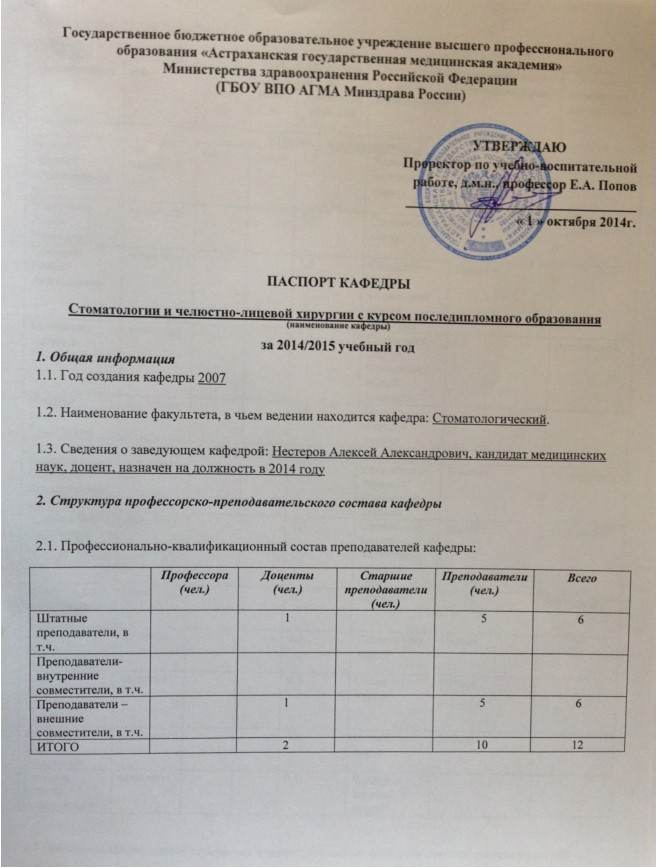 Государственное бюджетное образовательное учреждение высшего профессионального
образования «Астраханская государственная медицинская академия»
Министерства здравоохранения Российской Федерации
(ГБОУ ВПО АГМА Минздрава России)
УТВЕРЖДАЮ
Проректор по учебно-воспитательной
работе, д.м.н., профессор Е.А. Попов
« 1 » октября 2014г.
ПАСПОРТ КАФЕДРЫ
Стоматологии и челюстно-лицевой хирургии с курсом последипломного образования
(наименование кафедры)
за 2014/2015 учебный год
1. Общая информация
1.1. Год создания кафедры 2007
1.2. Наименование факультета, в чьем ведении находится кафедра: Стоматологический.
1.3. Сведения о заведующем кафедрой: Нестеров Алексей Александрович, кандидат медицинских
наук, доцент, назначен на должность в 2014 году
2. Структура профессорско-преподавательского состава кафедры
2.1. Профессионально-квалификационный состав преподавателей кафедры:
Профессора Доценты Старшие Преподаватели Всего
(чел.) (чел.) преподаватели (чел.)
(чел.)
Штатные 1 5 6
преподаватели, в
т.ч.
Преподаватели-
внутренние
совместители, в т.ч.
Преподаватели – 1 5 6
внешние
совместители, в т.ч.
ИТОГО 2 10 12